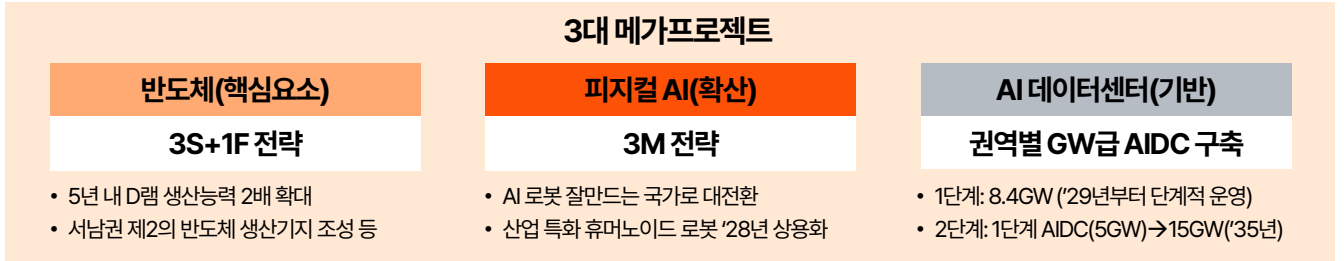 3대 메가프로젝트
반도체(핵심요소)
3S+1F 전략
• 5년 내 D램 생산능력 2배 확대
• 서남권 제2의 반도체 생산기지 조성 등
피지컬 AI(확산)
3M 전략
• AI 로봇 잘만드는 국가로 대전환
• 산업 특화 휴머노이드 로봇 ’28년 상용화
AI 데이터센터(기반)
권역별 GW급 AIDC 구축
• 1단계: 8.4GW (’29년부터 단계적 운영)
• 2단계: 1단계 AIDC(5GW)→15GW(’35년)